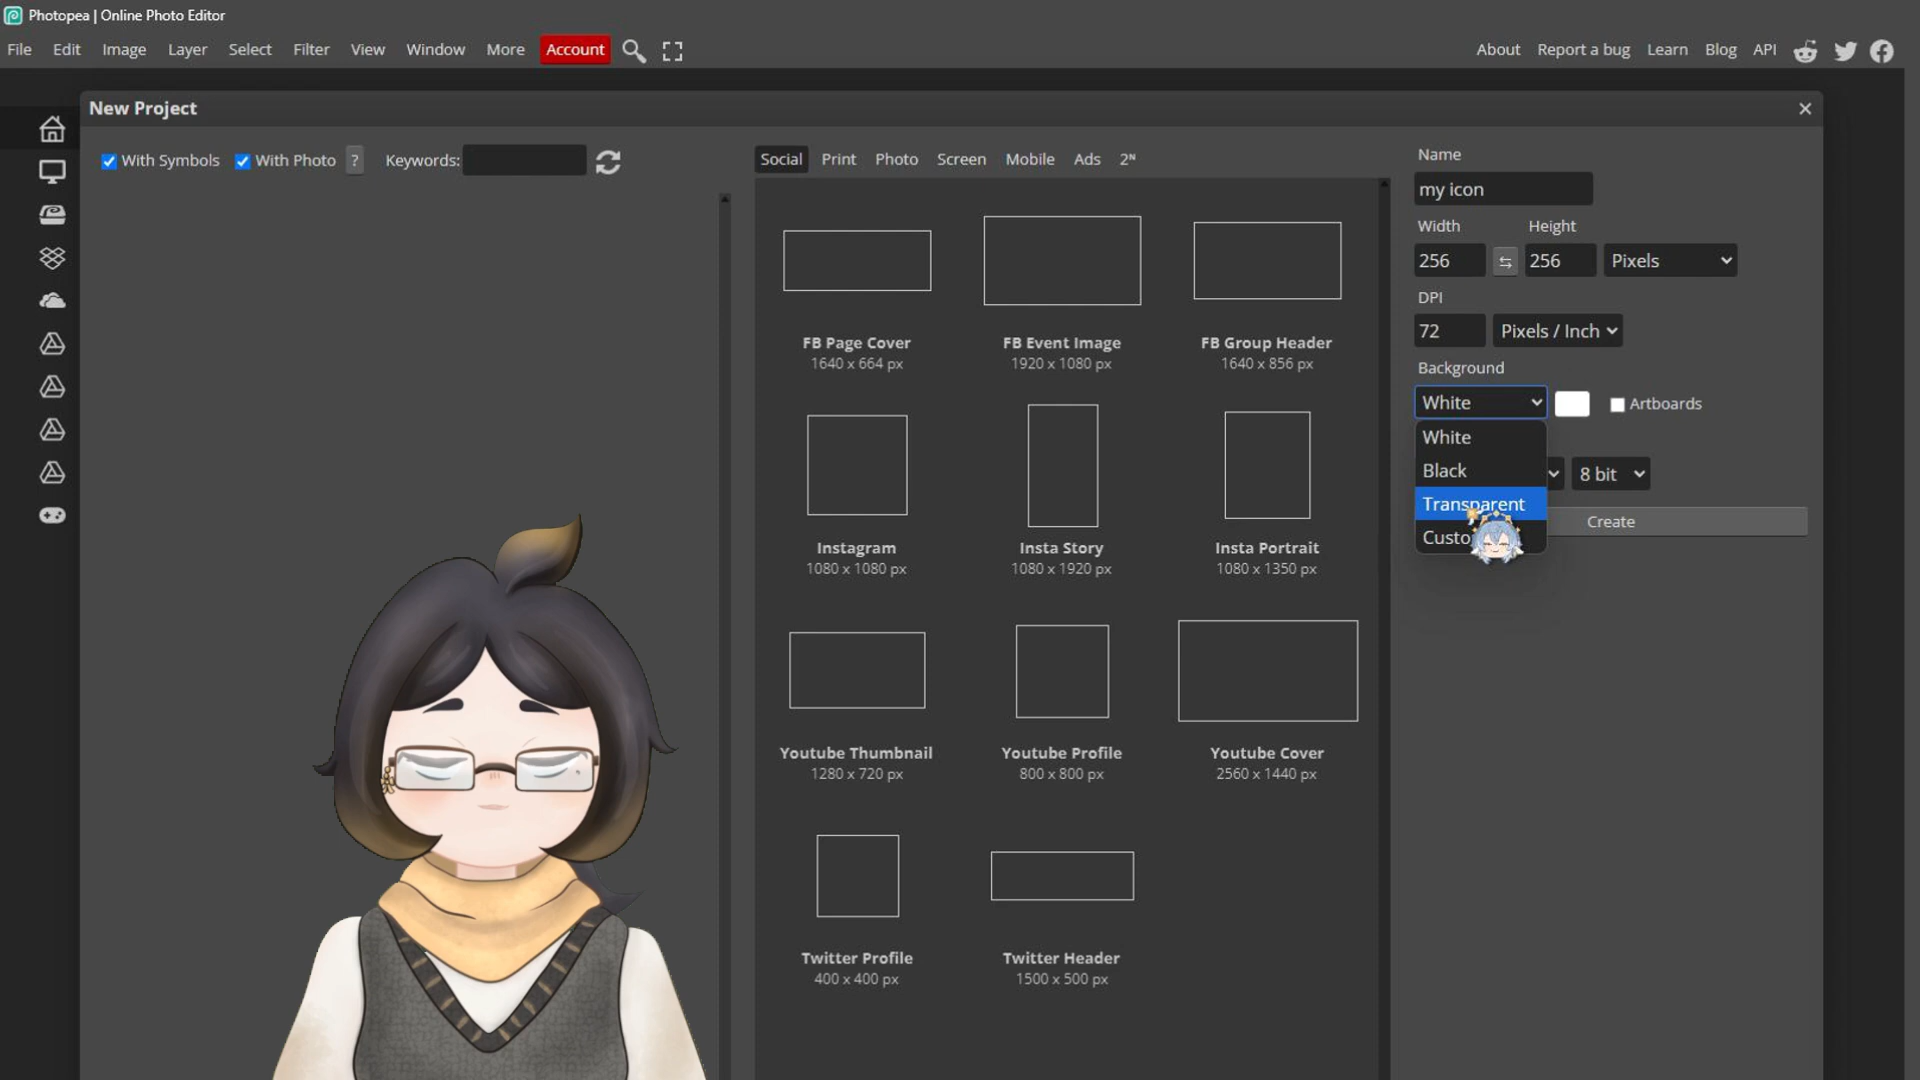 Photopea | Online Photo Editor
File Edit Image Layer Select Filter View Window More Account About Report a bug Learn Blog API
New Project
With Symbols With Photo ? Keywords:
Social Print Photo Screen Mobile Ads 2ᴺ
FB Page Cover
1640 x 664 px
FB Event Image
1920 x 1080 px
FB Group Header
1640 x 856 px
Instagram
1080 x 1080 px
Insta Story
1080 x 1920 px
Insta Portrait
1080 x 1350 px
Youtube Thumbnail
1280 x 720 px
Youtube Profile
800 x 800 px
Youtube Cover
2560 x 1440 px
Twitter Profile
400 x 400 px
Twitter Header
1500 x 500 px
Name
my icon
Width Height
256 256 Pixels
DPI
72 Pixels / Inch
Background
White Artboards
White
Black
8 bit
Transparent
Create
Custo